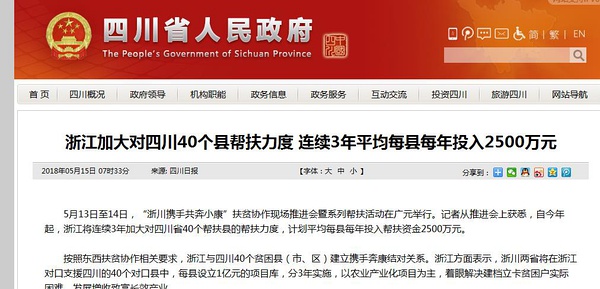 四川省人民政府
The People's Government of Sichuan Province
简 | 繁 | EN
首 页 四川概况 政府领导 机构职能 政务信息 政务服务 互动交流 投资四川 旅游四川 网站导航
浙江加大对四川40个县帮扶力度 连续3年平均每县每年投入2500万元
2018年05月15日 07时33分 来源: 四川日报 【字体: 大 中 小 】 分享到:
5月13日至14日，“浙川携手共奔小康”扶贫协作现场推进会暨系列帮扶活动在广元举行。记者从推进会上获悉，自今年
起，浙江将连续3年加大对四川省40个帮扶县的帮扶力度，计划平均每县每年投入帮扶资金2500万元。
按照东西扶贫协作相关要求，浙江与四川40个贫困县（市、区）建立携手奔康结对关系。浙江方面表示，浙川两省将在浙江
对口支援四川的40个对口县中，每县设立1亿元的项目库，分3年实施，以农业产业化项目为主，着眼解决建档立卡贫困户实际
困难、发展增收致富长效产业